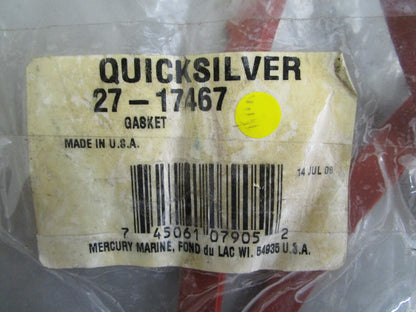 QUICKSILVER
27-17467
GASKET
MADE IN U.S.A.
14 JUL 08
7 45061 07905 2
MERCURY MARINE, FOND du LAC WI. 54935 U.S.A.